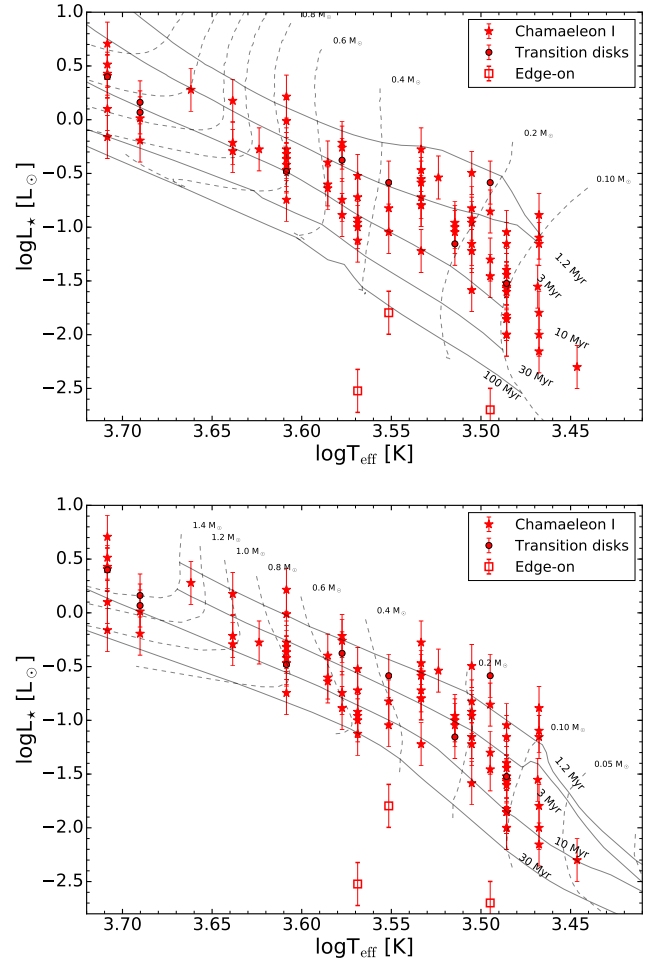 0.8 M☉
0.6 M☉
0.4 M☉
0.2 M☉
0.10 M☉
Chamaeleon I
Transition disks
Edge-on
1.0
0.5
0.0
−0.5
−1.0
−1.5
−2.0
−2.5
logL⋆ [L☉]
1.2 Myr
3 Myr
10 Myr
30 Myr
100 Myr
3.70 3.65 3.60 3.55 3.50 3.45
logTeff [K]
1.4 M☉
1.2 M☉
1.0 M☉
0.8 M☉
0.6 M☉
0.4 M☉
0.2 M☉
0.10 M☉
0.05 M☉
Chamaeleon I
Transition disks
Edge-on
1.0
0.5
0.0
−0.5
−1.0
−1.5
−2.0
−2.5
logL⋆ [L☉]
1.2 Myr
3 Myr
10 Myr
30 Myr
3.70 3.65 3.60 3.55 3.50 3.45
logTeff [K]